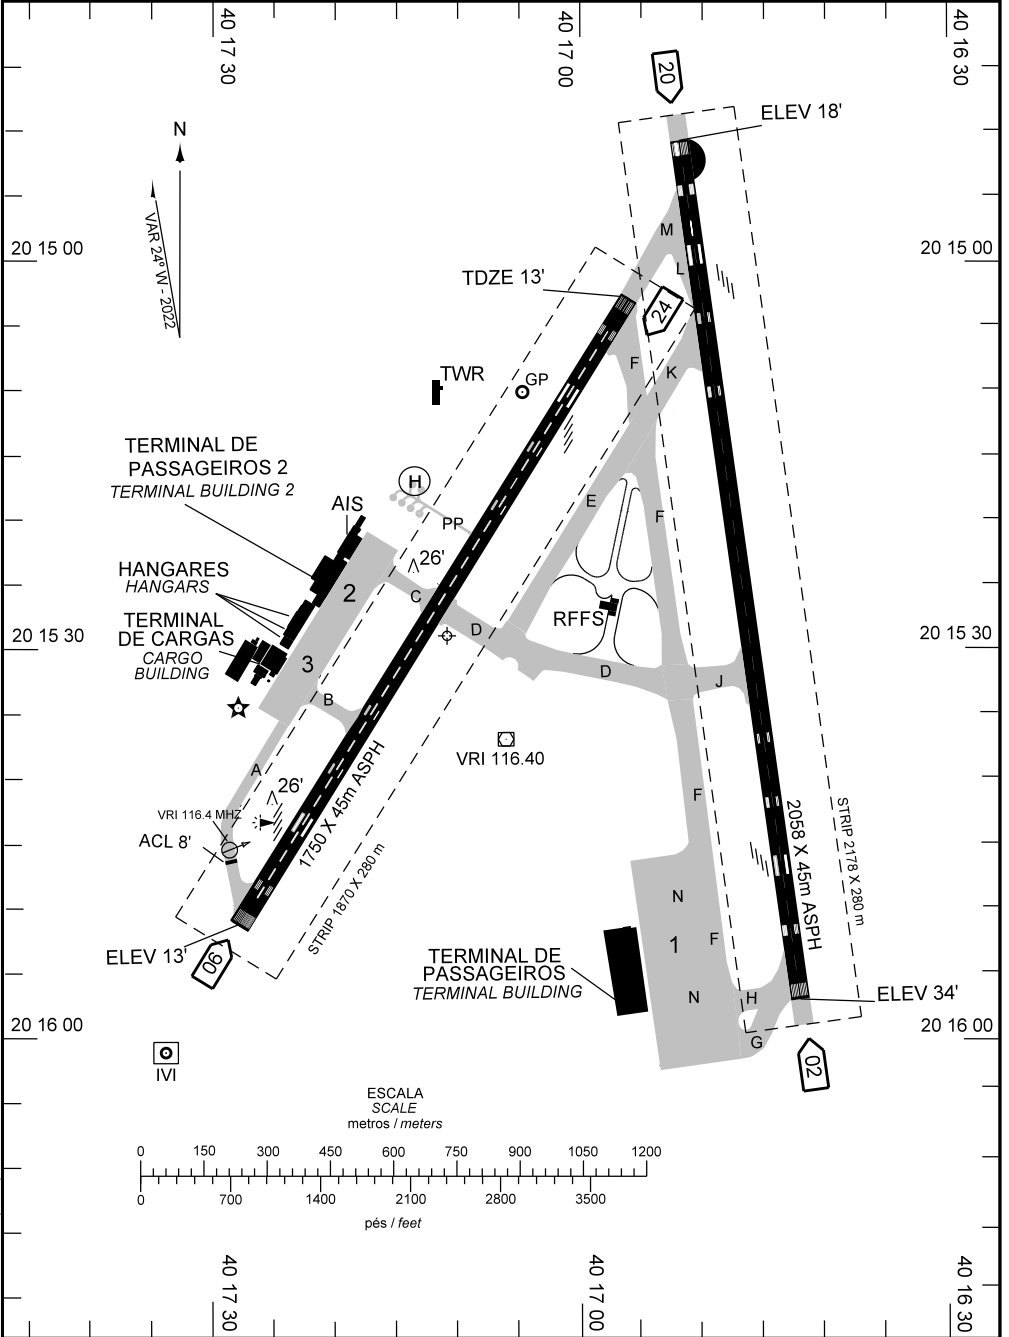 40 17 30
40 17 00
40 16 30
20
ELEV 18'
N
VAR 24º W - 2022
20 15 00
20 15 00
M
L
TDZE 13'
24
F
K
TWR
GP
TERMINAL DE
PASSAGEIROS 2
TERMINAL BUILDING 2
H
AIS
PP
E
F
26'
HANGARES
HANGARS
C
2
TERMINAL
DE CARGAS
CARGO
BUILDING
RFFS
20 15 30
20 15 30
D
3
D
J
B
VRI 116.40
A
26'
F
VRI 116.4 MHZ
ACL 8'
1750 X 45m ASPH
STRIP 1870 X 280 m
2058 X 45m ASPH
STRIP 2178 X 280 m
N
1
F
ELEV 13'
06
TERMINAL DE
PASSAGEIROS
TERMINAL BUILDING
N
H
ELEV 34'
20 16 00
20 16 00
G
02
IVI
ESCALA
SCALE
metros / meters
0 150 300 450 600 750 900 1050 1200
0 700 1400 2100 2800 3500
pés / feet
40 17 30
40 17 00
40 16 30